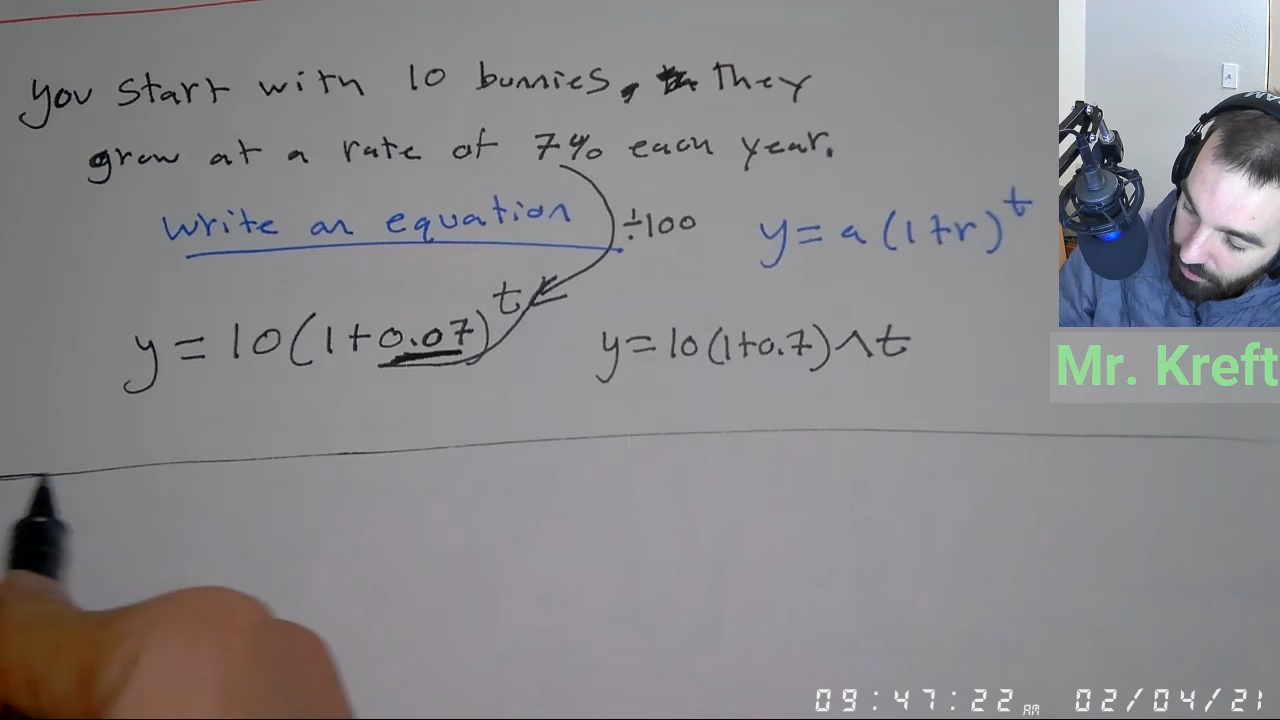 you start with 10 bunnies, They
grow at a rate of 7% each year.
write an equation
÷100
y = a (1+r)^t
y = 10(1+0.07)^t
y = 10(1+0.7)^t
Mr. Kreft
09:47:22 AM 02/04/21